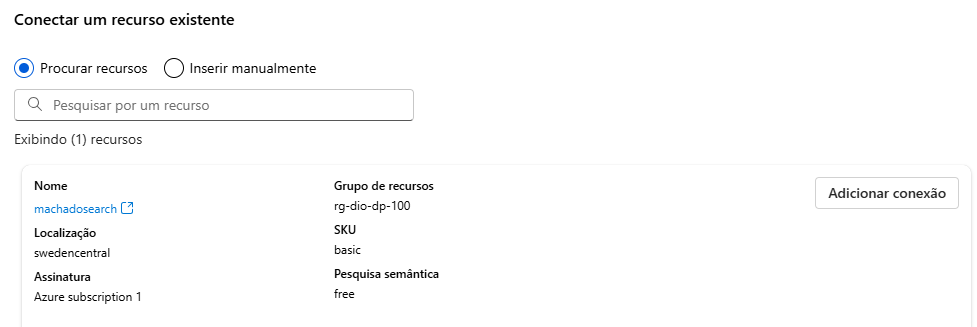 Conectar um recurso existente
Procurar recursos
Inserir manualmente
Pesquisar por um recurso
Exibindo (1) recursos
Nome
machadosearch
Localização
swedencentral
Assinatura
Azure subscription 1
Grupo de recursos
rg-dio-dp-100
SKU
basic
Pesquisa semântica
free
Adicionar conexão